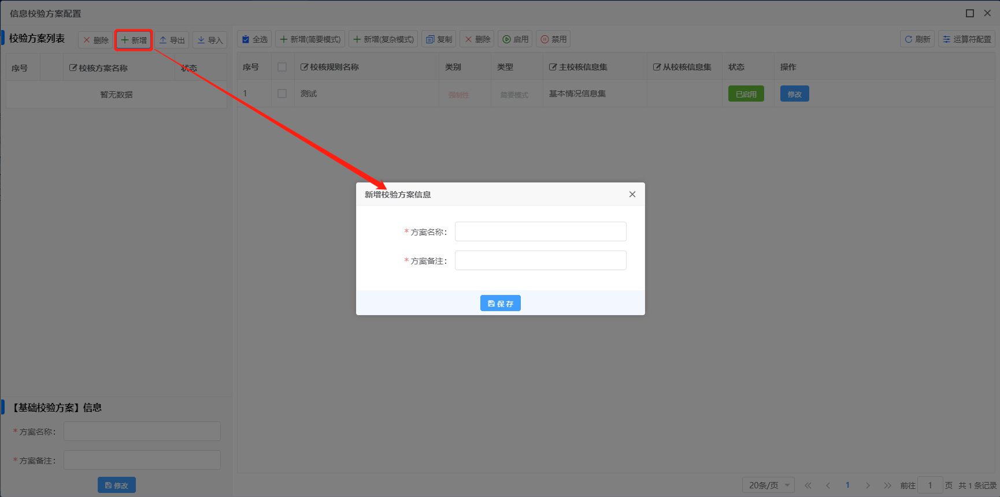 信息校验方案配置
校验方案列表
删除
新增
导出
导入
序号
校核方案名称
状态
暂无数据
全选
新增(简要模式)
新增(复杂模式)
复制
删除
启用
禁用
刷新
运算符配置
序号
校核规则名称
类别
类型
主校核信息集
从校核信息集
状态
操作
1
测试
强制性
简要模式
基本情况信息集
已启用
修改
新增校验方案信息
*方案名称：
*方案备注：
保存
【基础校验方案】信息
*方案名称：
*方案备注：
修改
20条/页
1
前往 1 页 共 1 条记录